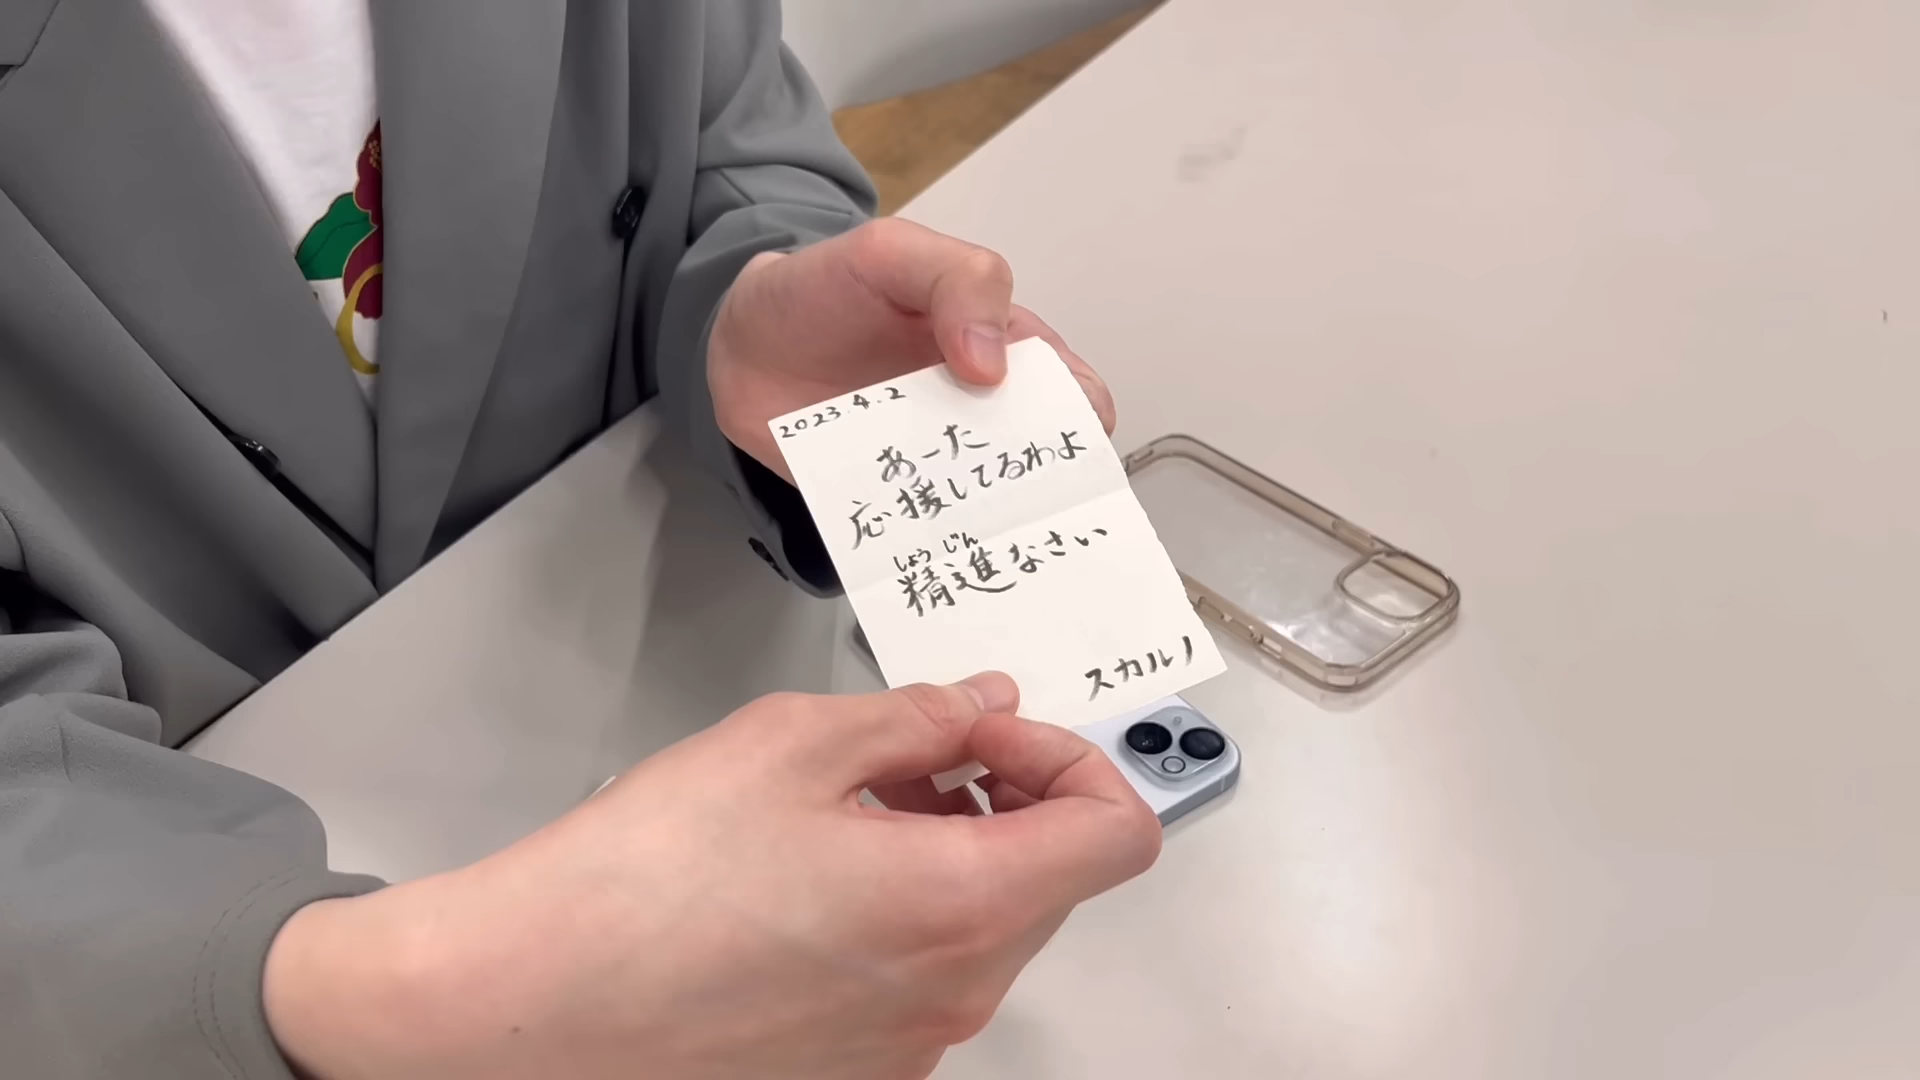 2023.4.2
あーた
応援してるわよ
しょうじん
精進なさい
スカルノ